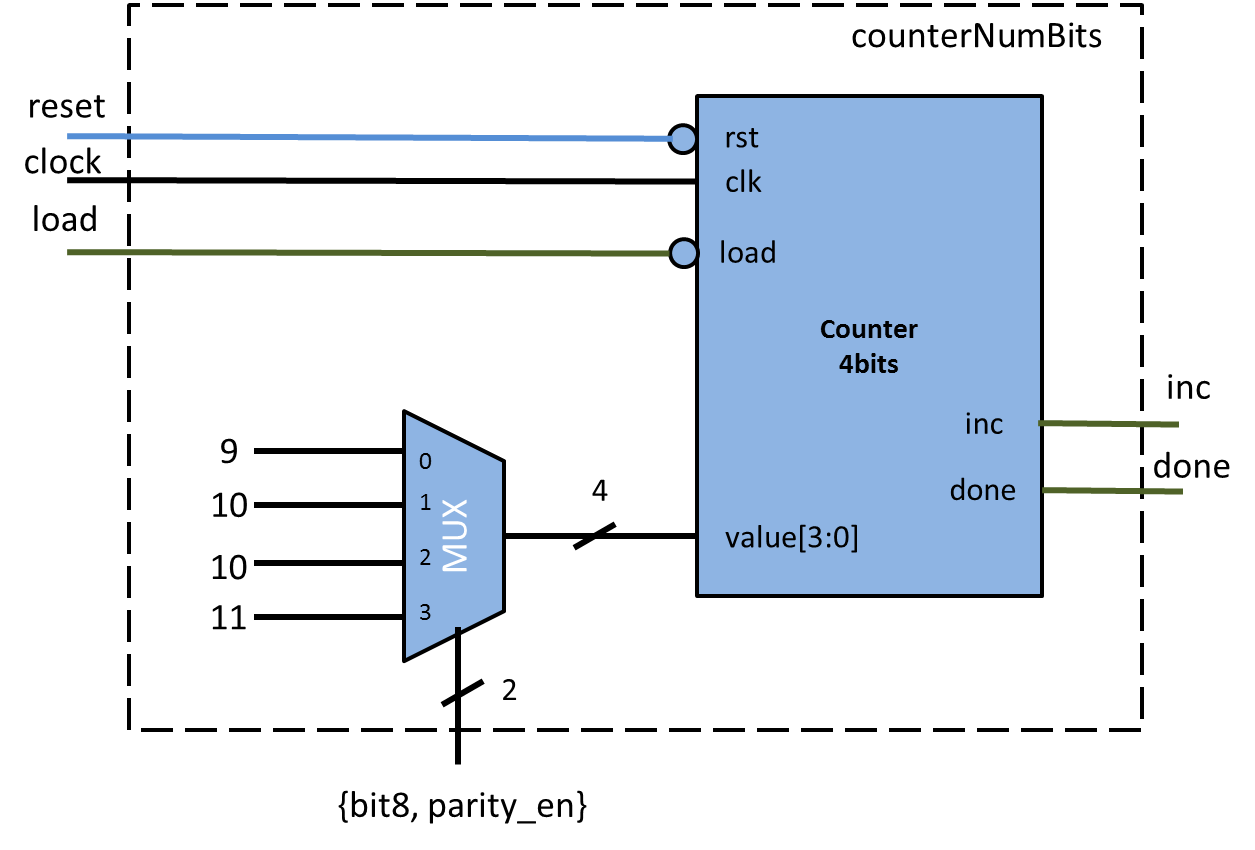 counterNumBits
reset
rst
clock
clk
load
load
Counter
4bits
inc
inc
done
done
9
0
10
1
10
2
11
3
MUX
4
value[3:0]
2
{bit8, parity_en}